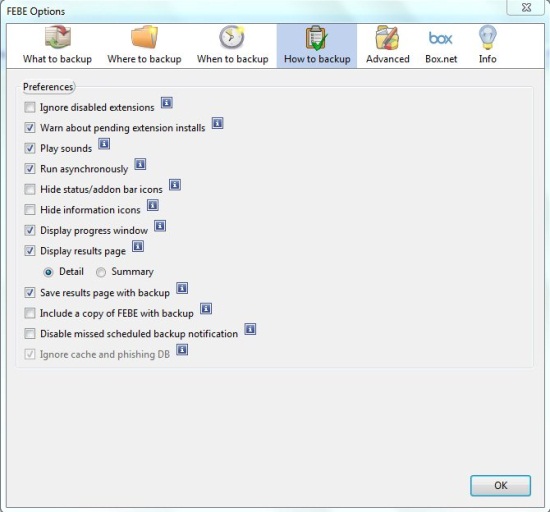 FEBE Options
What to backup
Where to backup
When to backup
How to backup
Advanced
box
Box.net
Info
Preferences
Ignore disabled extensions
Warn about pending extension installs
Play sounds
Run asynchronously
Hide status/addon bar icons
Hide information icons
Display progress window
Display results page
Detail Summary
Save results page with backup
Include a copy of FEBE with backup
Disable missed scheduled backup notification
Ignore cache and phishing DB
OK